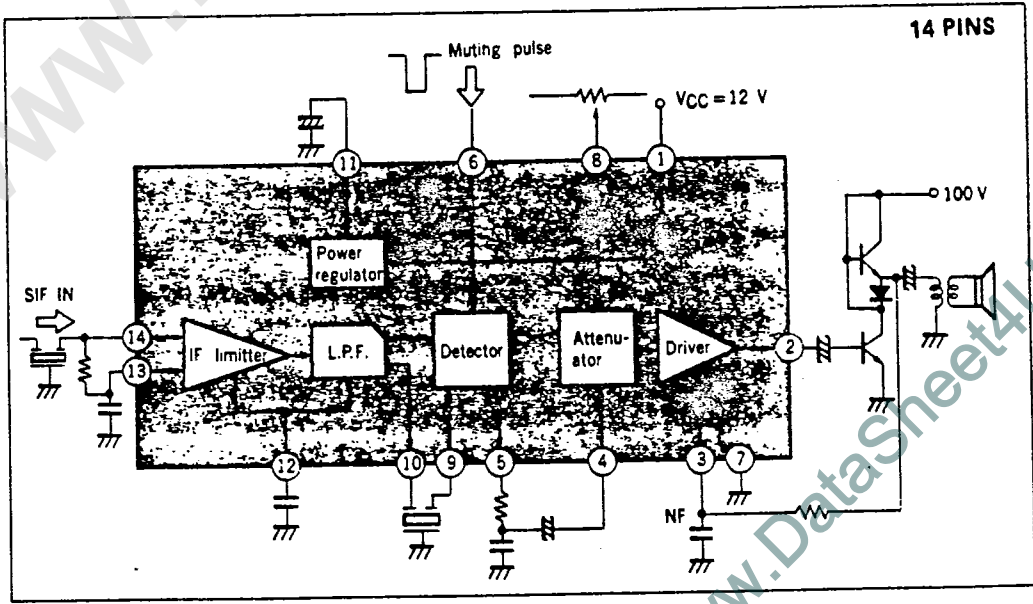 14 PINS
Muting pulse
VCC = 12 V
11
6
8
1
100 V
Power
regulator
SIF IN
14
13
IF limitter
L.P.F.
Detector
Attenu-
ator
Driver
2
12
10
9
5
4
3
7
NF
www.
www.DataSheet4U